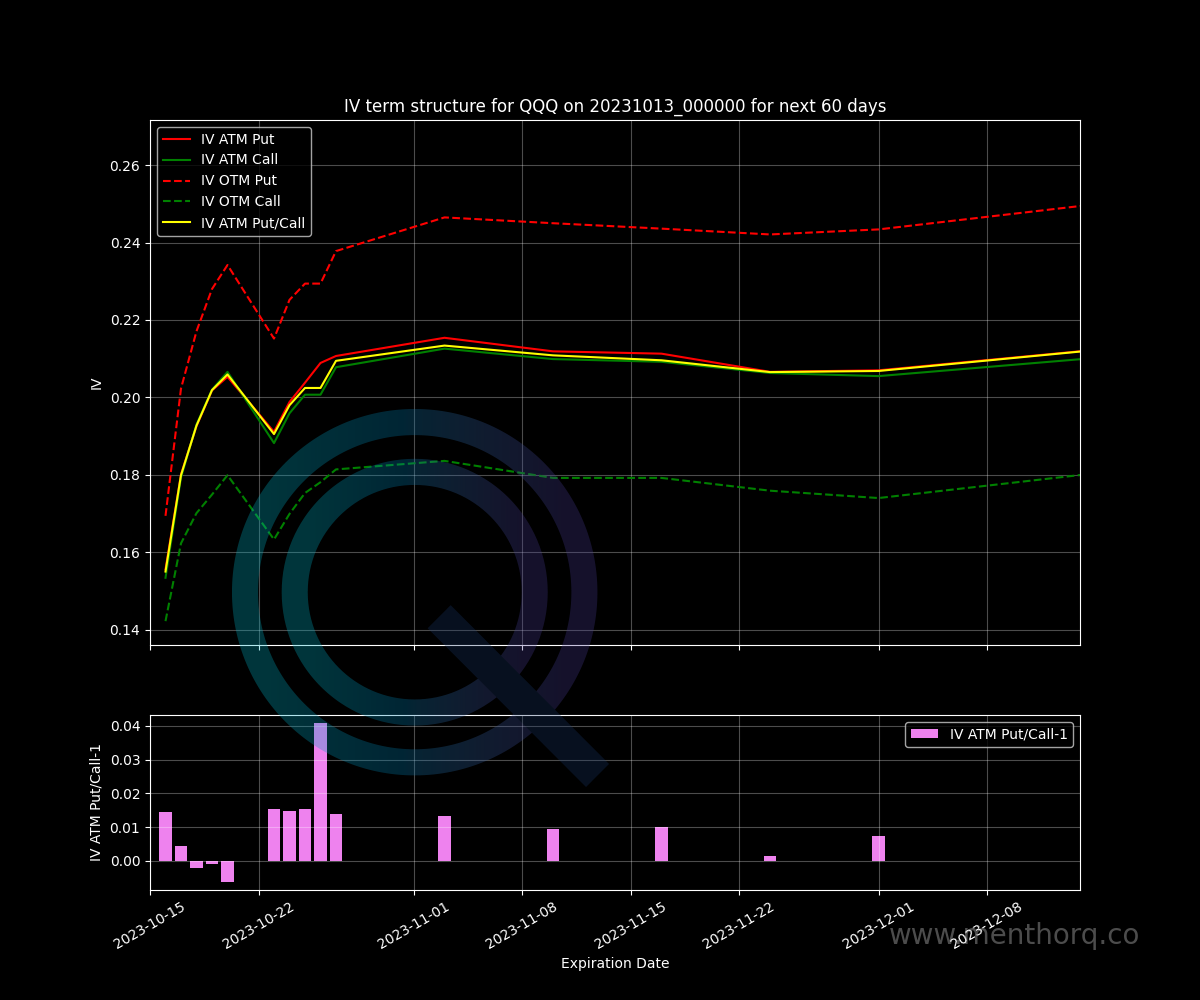 IV term structure for QQQ on 20231013_000000 for next 60 days
IV ATM Put
IV ATM Call
IV OTM Put
IV OTM Call
IV ATM Put/Call
0.26
0.24
0.22
0.20
0.18
0.16
0.14
IV
IV ATM Put/Call-1
0.04
0.03
0.02
0.01
0.00
IV ATM Put/Call-1
2023-10-15
2023-10-22
2023-11-01
2023-11-08
2023-11-15
2023-11-22
2023-12-01
2023-12-08
www.menthorq.co
Expiration Date